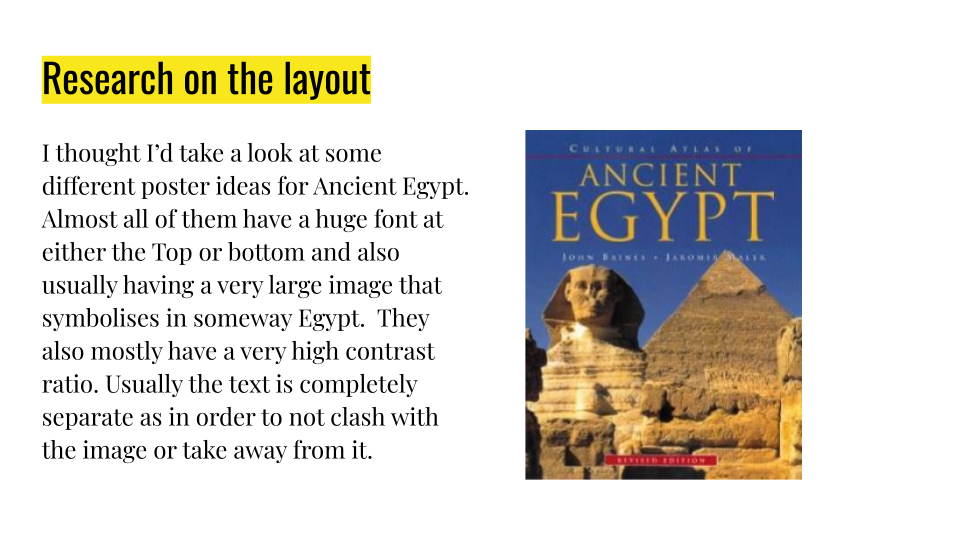 Research on the layout
I thought I’d take a look at some
different poster ideas for Ancient Egypt.
Almost all of them have a huge font at
either the Top or bottom and also
usually having a very large image that
symbolises in someway Egypt.  They
also mostly have a very high contrast
ratio. Usually the text is completely
separate as in order to not clash with
the image or take away from it.
CULTURAL ATLAS OF
ANCIENT
EGYPT
JOHN BAINES • JAROMIR MALEK
REVISED EDITION